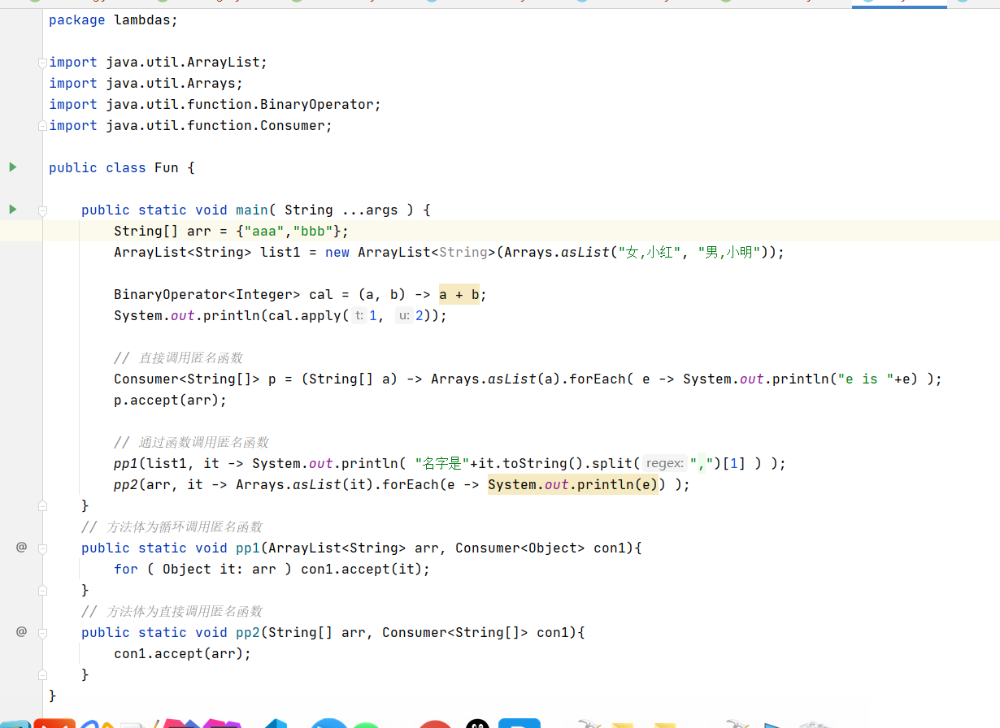 package lambdas;
import java.util.ArrayList;
import java.util.Arrays;
import java.util.function.BinaryOperator;
import java.util.function.Consumer;
public class Fun {
public static void main( String ...args ) {
String[] arr = {"aaa","bbb"};
ArrayList<String> list1 = new ArrayList<String>(Arrays.asList("女,小红", "男,小明"));
BinaryOperator<Integer> cal = (a, b) -> a + b;
System.out.println(cal.apply( t: 1, u: 2));
// 直接调用匿名函数
Consumer<String[]> p = (String[] a) -> Arrays.asList(a).forEach( e -> System.out.println("e is "+e) );
p.accept(arr);
// 通过函数调用匿名函数
pp1(list1, it -> System.out.println( "名字是"+it.toString().split( regex: ",")[1] ) );
pp2(arr, it -> Arrays.asList(it).forEach(e -> System.out.println(e)) );
}
// 方法体为循环调用匿名函数
@ public static void pp1(ArrayList<String> arr, Consumer<Object> con1){
for ( Object it: arr ) con1.accept(it);
}
// 方法体为直接调用匿名函数
@ public static void pp2(String[] arr, Consumer<String[]> con1){
con1.accept(arr);
}
}